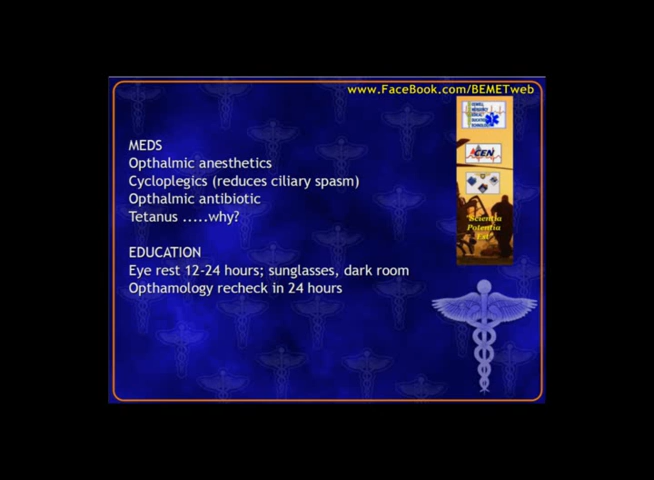 www.FaceBook.com/BEMETweb
CEN
"Scientia
Potentia
Est"
MEDS
Opthalmic anesthetics
Cycloplegics (reduces ciliary spasm)
Opthalmic antibiotic
Tetanus .....why?
EDUCATION
Eye rest 12-24 hours; sunglasses, dark room
Opthamology recheck in 24 hours